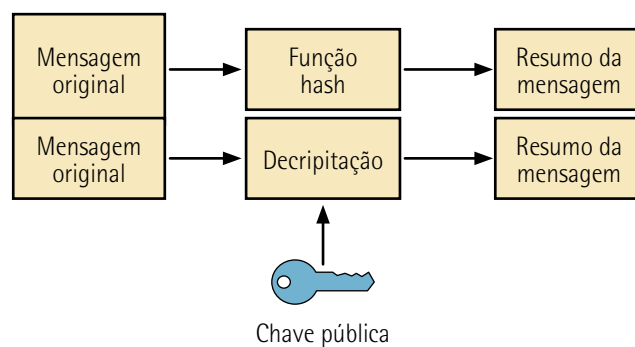 Mensagem
original
Função
hash
Resumo da
mensagem
Mensagem
original
Decripitação
Resumo da
mensagem
Chave pública